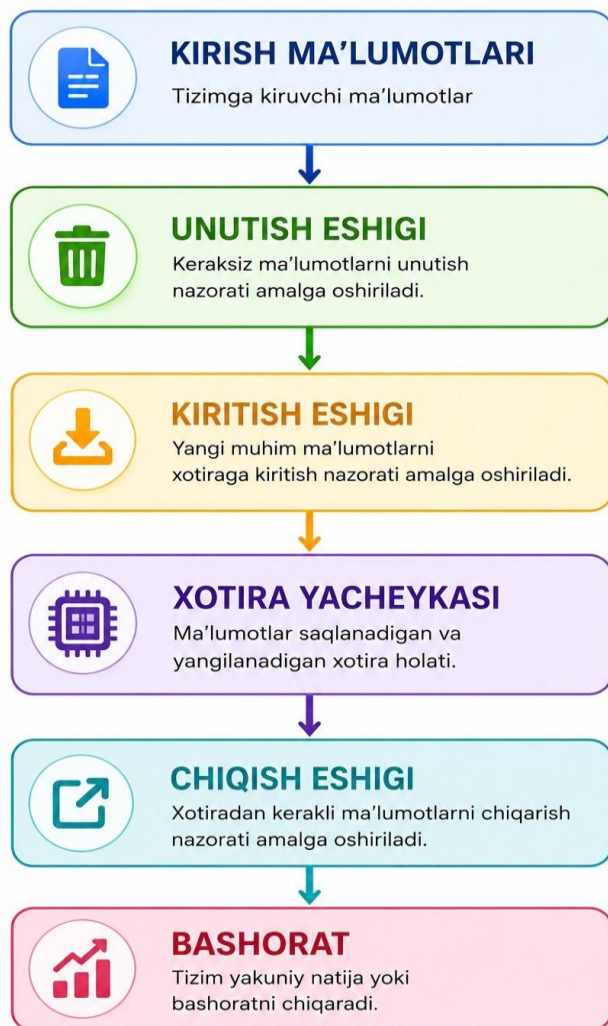 KIRISH MA’LUMOTLARI
Tizimga kiruvchi ma’lumotlar
UNUTISH ESHIGI
Keraksiz ma’lumotlarni unutish
nazorati amalga oshiriladi.
KIRITISH ESHIGI
Yangi muhim ma’lumotlarni
xotiraga kiritish nazorati amalga oshiriladi.
XOTIRA YACHEYKASI
Ma’lumotlar saqlanadigan va
yangilanadigan xotira holati.
CHIQISH ESHIGI
Xotiradan kerakli ma’lumotlarni chiqarish
nazorati amalga oshiriladi.
BASHORAT
Tizim yakuniy natija yoki
bashoratni chiqaradi.